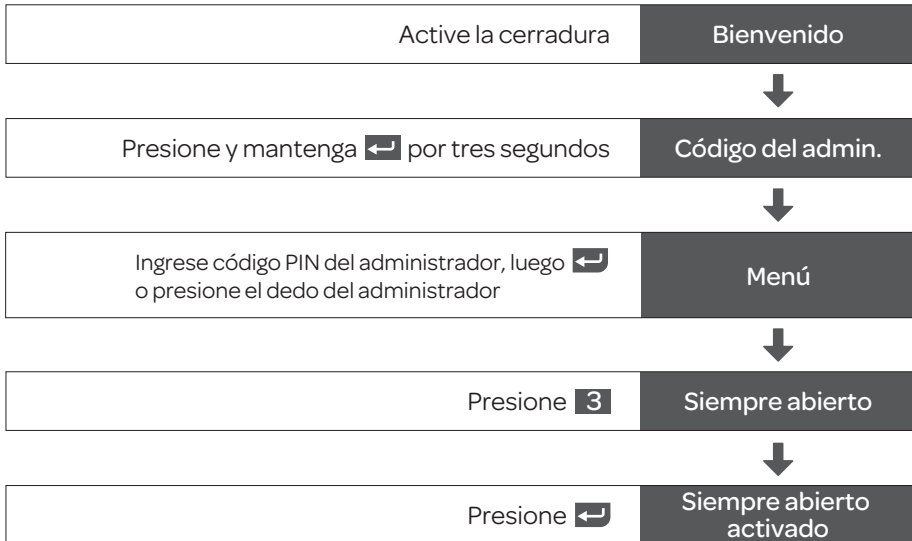 Active la cerradura
Bienvenido
Presione y mantenga ↵ por tres segundos
Código del admin.
Ingrese código PIN del administrador, luego ↵
o presione el dedo del administrador
Menú
Presione 3
Siempre abierto
Presione ↵
Siempre abierto
activado